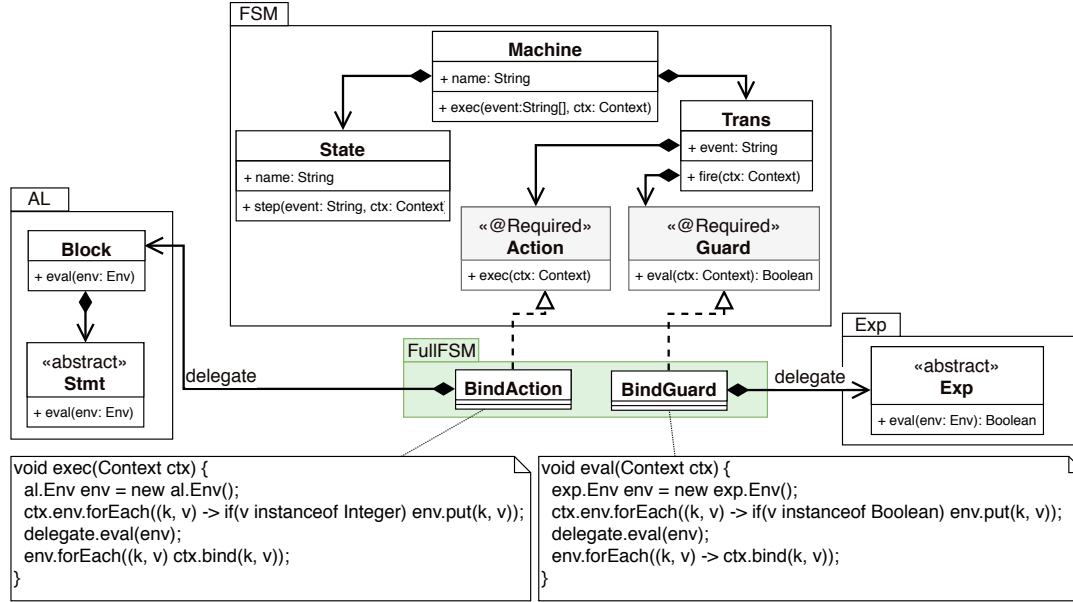 FSM
Machine
+ name: String
+ exec(event:String[], ctx: Context)
State
+ name: String
+ step(event: String, ctx: Context
Trans
+ event: String
+ fire(ctx: Context)
«@Required»
Action
+ exec(ctx: Context)
«@Required»
Guard
+ eval(ctx: Context): Boolean
AL
Block
+ eval(env: Env)
«abstract»
Stmt
+ eval(env: Env)
delegate
FullFSM
BindAction
BindGuard
delegate
Exp
«abstract»
Exp
+ eval(env: Env): Boolean
void exec(Context ctx) {
al.Env env = new al.Env();
ctx.env.forEach((k, v) -> if(v instanceof Integer) env.put(k, v));
delegate.eval(env);
env.forEach((k, v) ctx.bind(k, v));
}
void eval(Context ctx) {
exp.Env env = new exp.Env();
ctx.env.forEach((k, v) -> if(v instanceof Boolean) env.put(k, v));
delegate.eval(env);
env.forEach((k, v) -> ctx.bind(k, v));
}